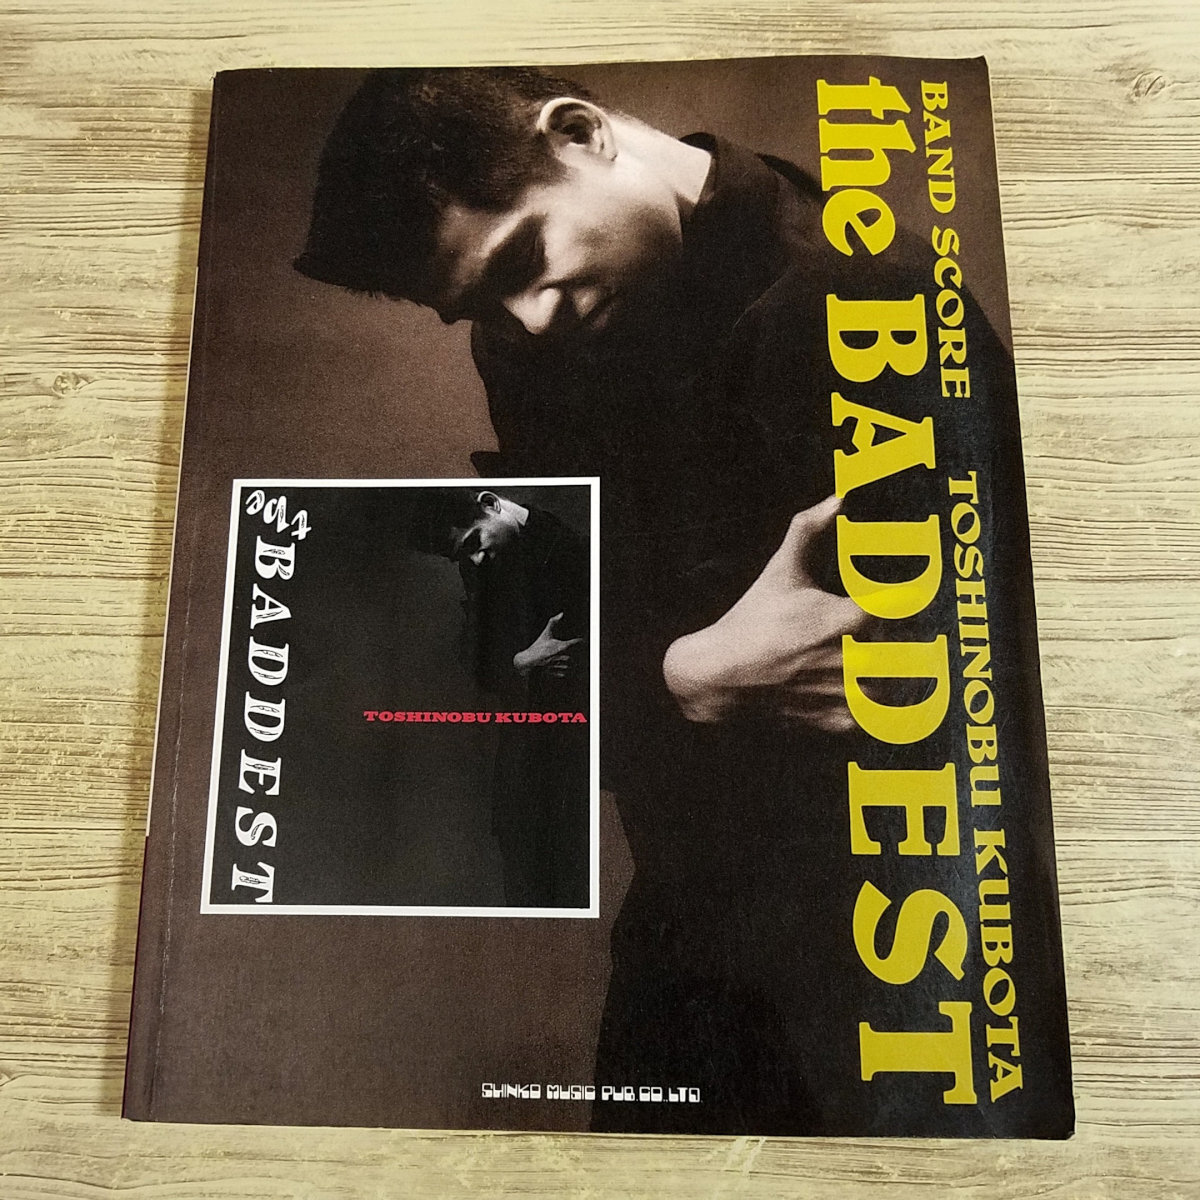 BAND SCORE TOSHINOBU KUBOTA
the BADDEST
the BADDEST
TOSHINOBU KUBOTA
SHINKO MUSIC PUB.CO.,LTD.